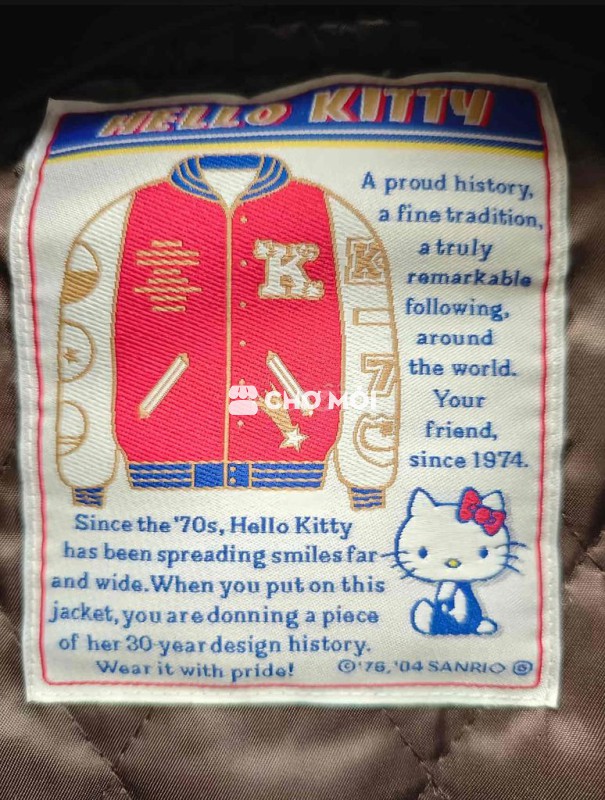 HELLO KITTY
A proud history,
a fine tradition,
a truly
remarkable
following,
around
the world.
Your
friend,
since 1974.
K
K
7
CHỢ MỚI
Since the '70s, Hello Kitty
has been spreading smiles far
and wide. When you put on this
jacket, you are donning a piece
of her 30-year design history.
Wear it with pride!
©'76,'04 SANRIO